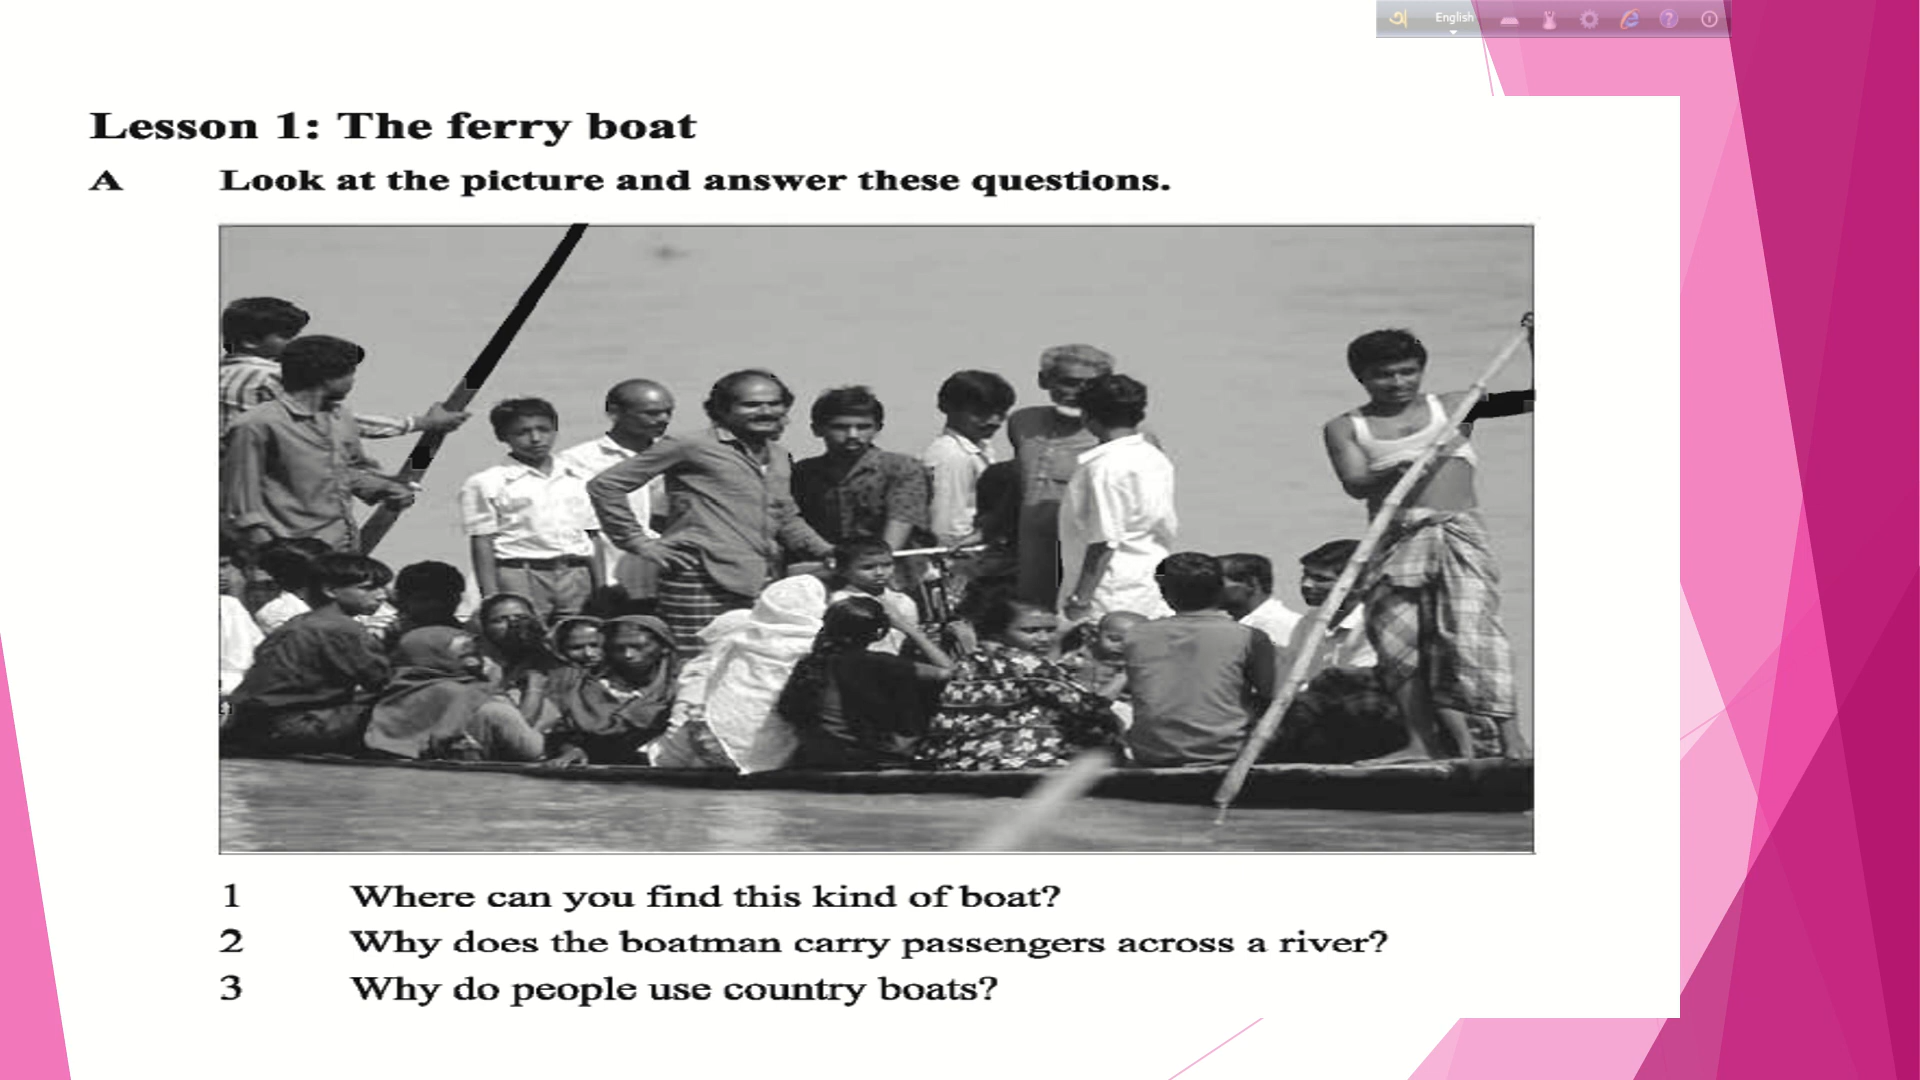 অ English ?
Lesson 1: The ferry boat
A Look at the picture and answer these questions.
1 Where can you find this kind of boat?
2 Why does the boatman carry passengers across a river?
3 Why do people use country boats?